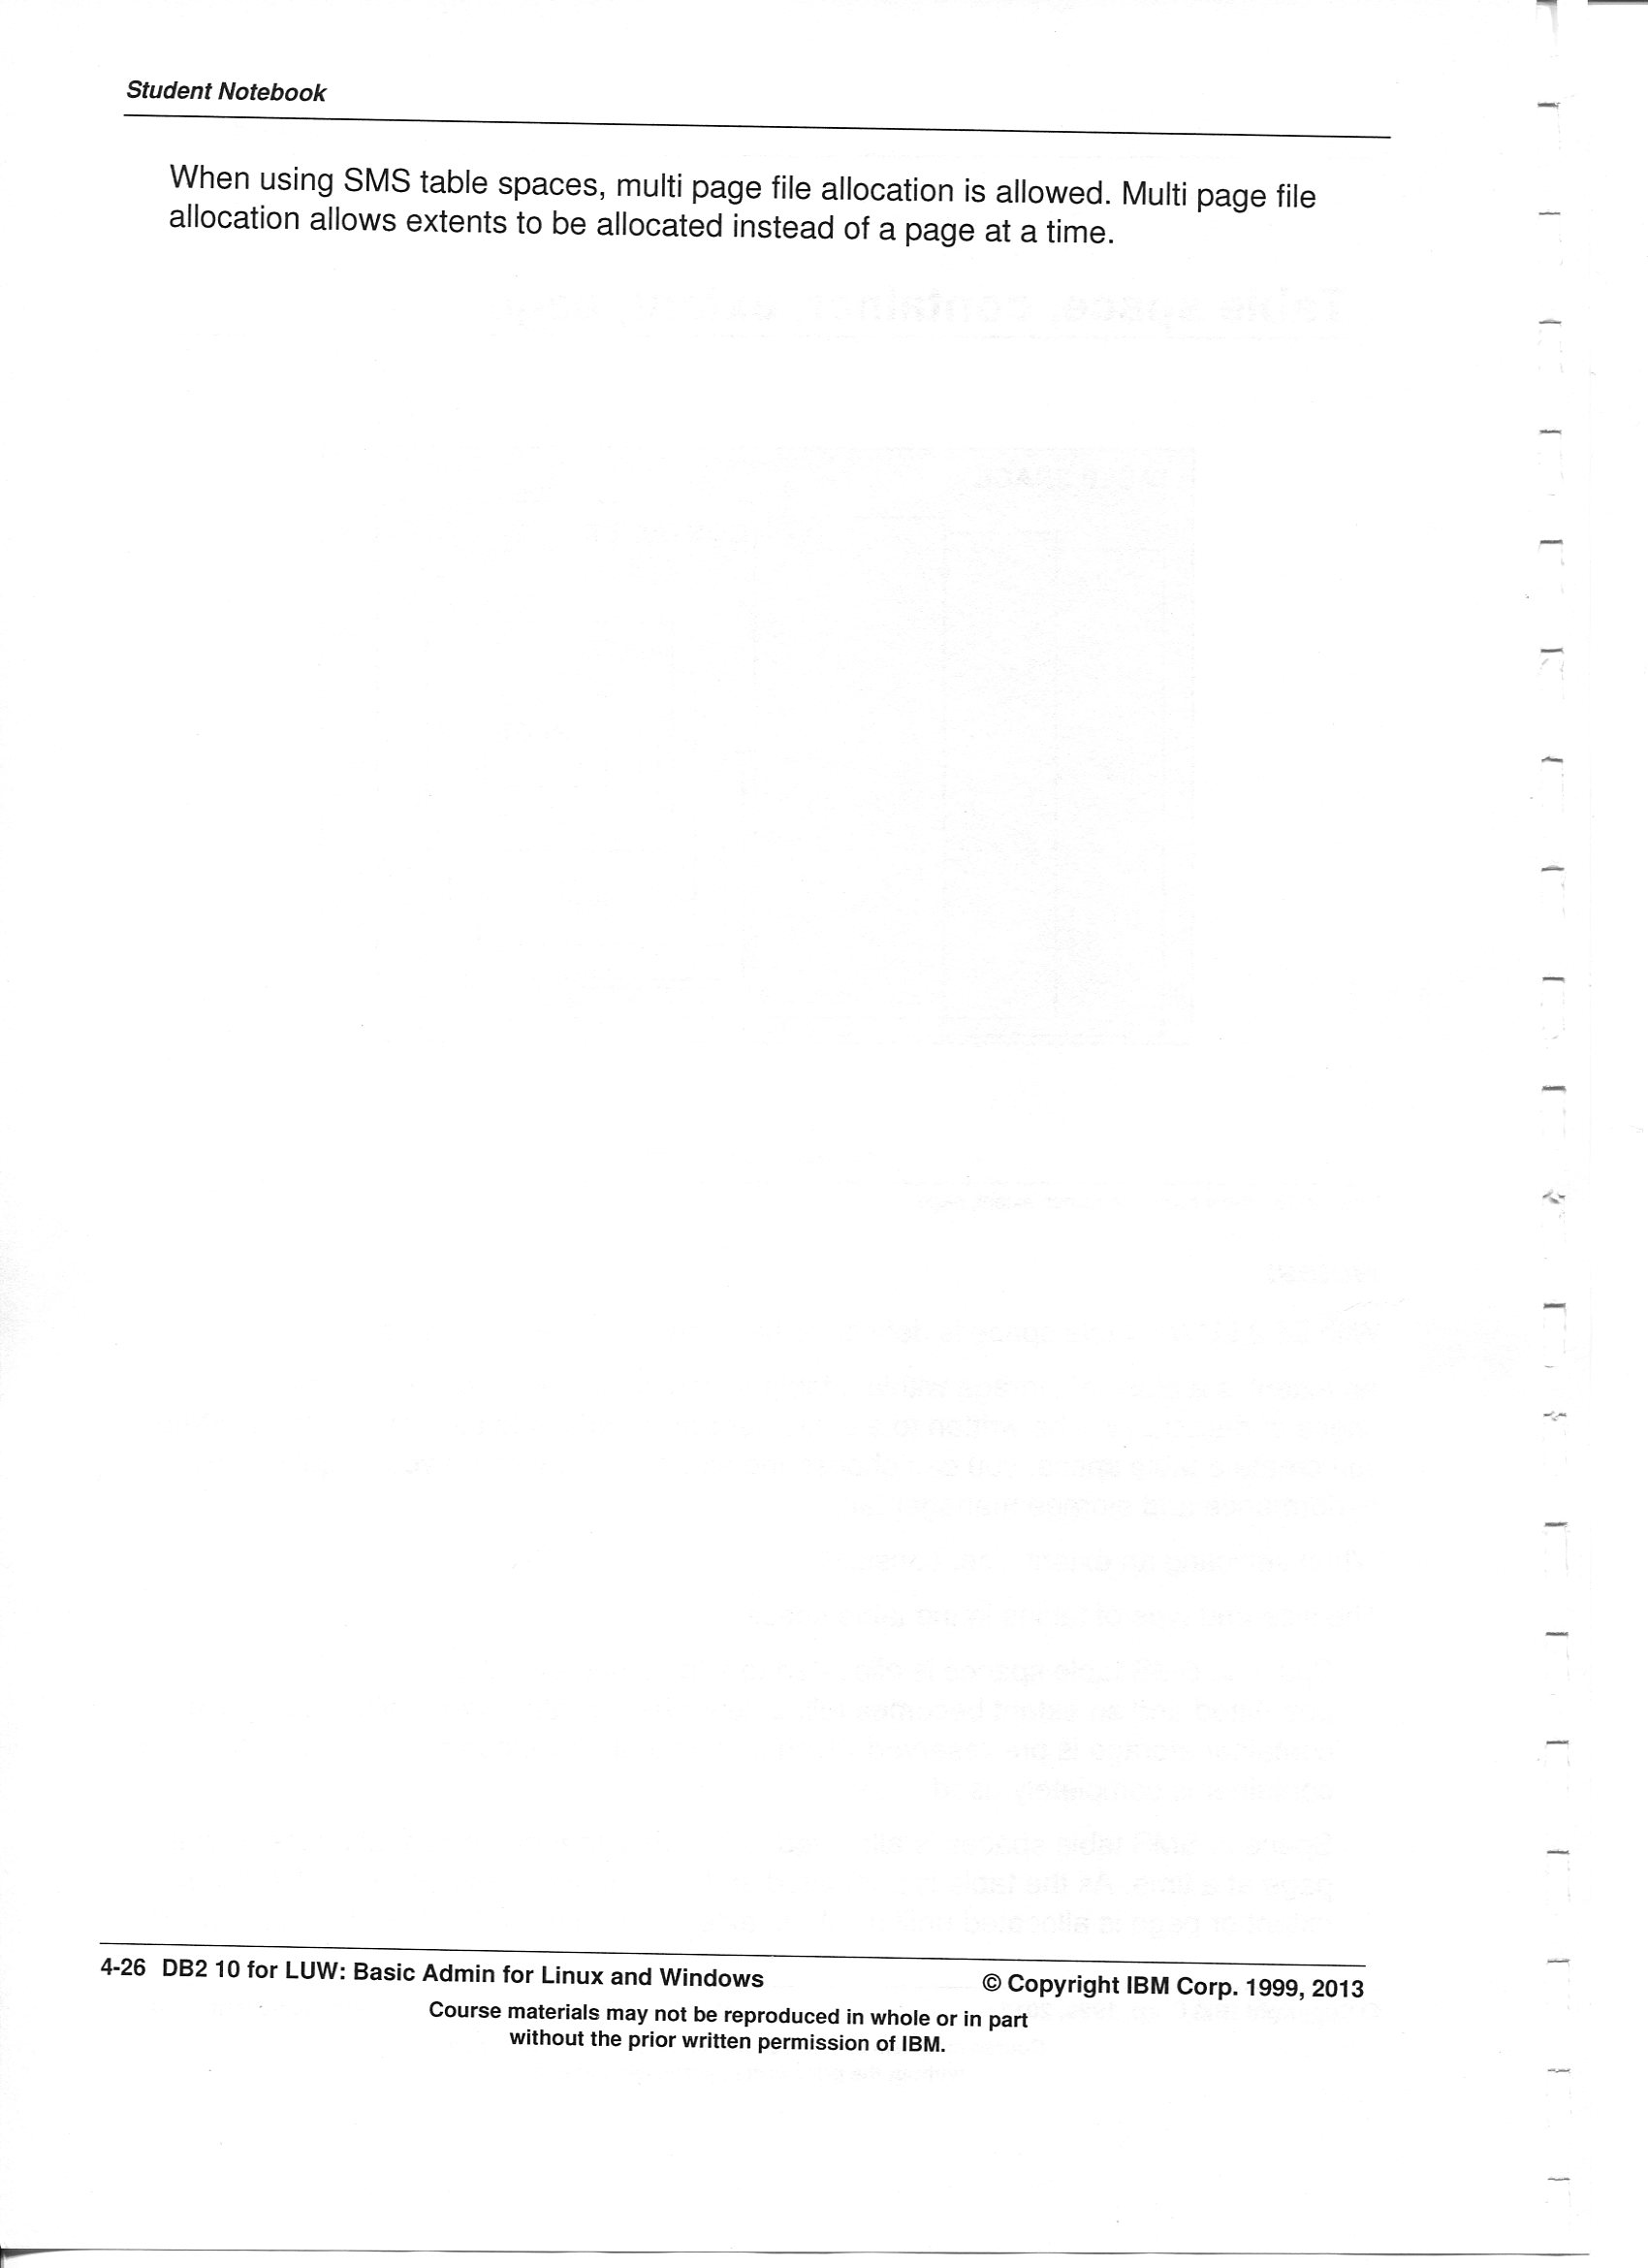 Student Notebook
When using SMS table spaces, multi page file allocation is allowed. Multi page file
allocation allows extents to be allocated instead of a page at a time.
4-26 DB2 10 for LUW: Basic Admin for Linux and Windows © Copyright IBM Corp. 1999, 2013
Course materials may not be reproduced in whole or in part
without the prior written permission of IBM.